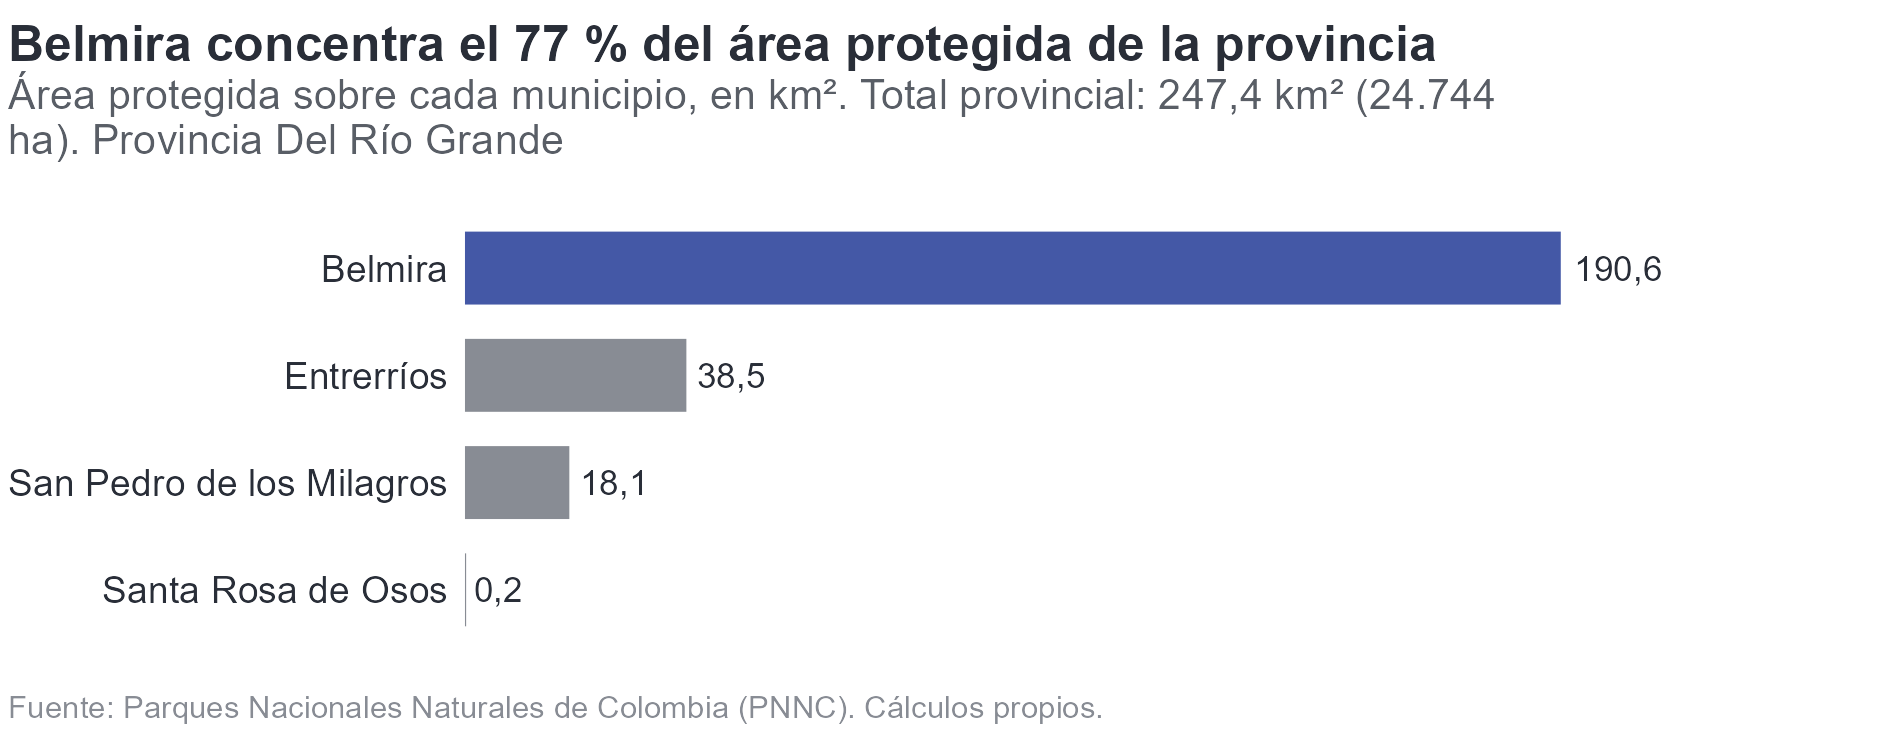 Belmira concentra el 77 % del área protegida de la provincia
Área protegida sobre cada municipio, en km². Total provincial: 247,4 km² (24.744
ha). Provincia Del Río Grande
Belmira 190,6
Entrerríos 38,5
San Pedro de los Milagros 18,1
Santa Rosa de Osos 0,2
Fuente: Parques Nacionales Naturales de Colombia (PNNC). Cálculos propios.